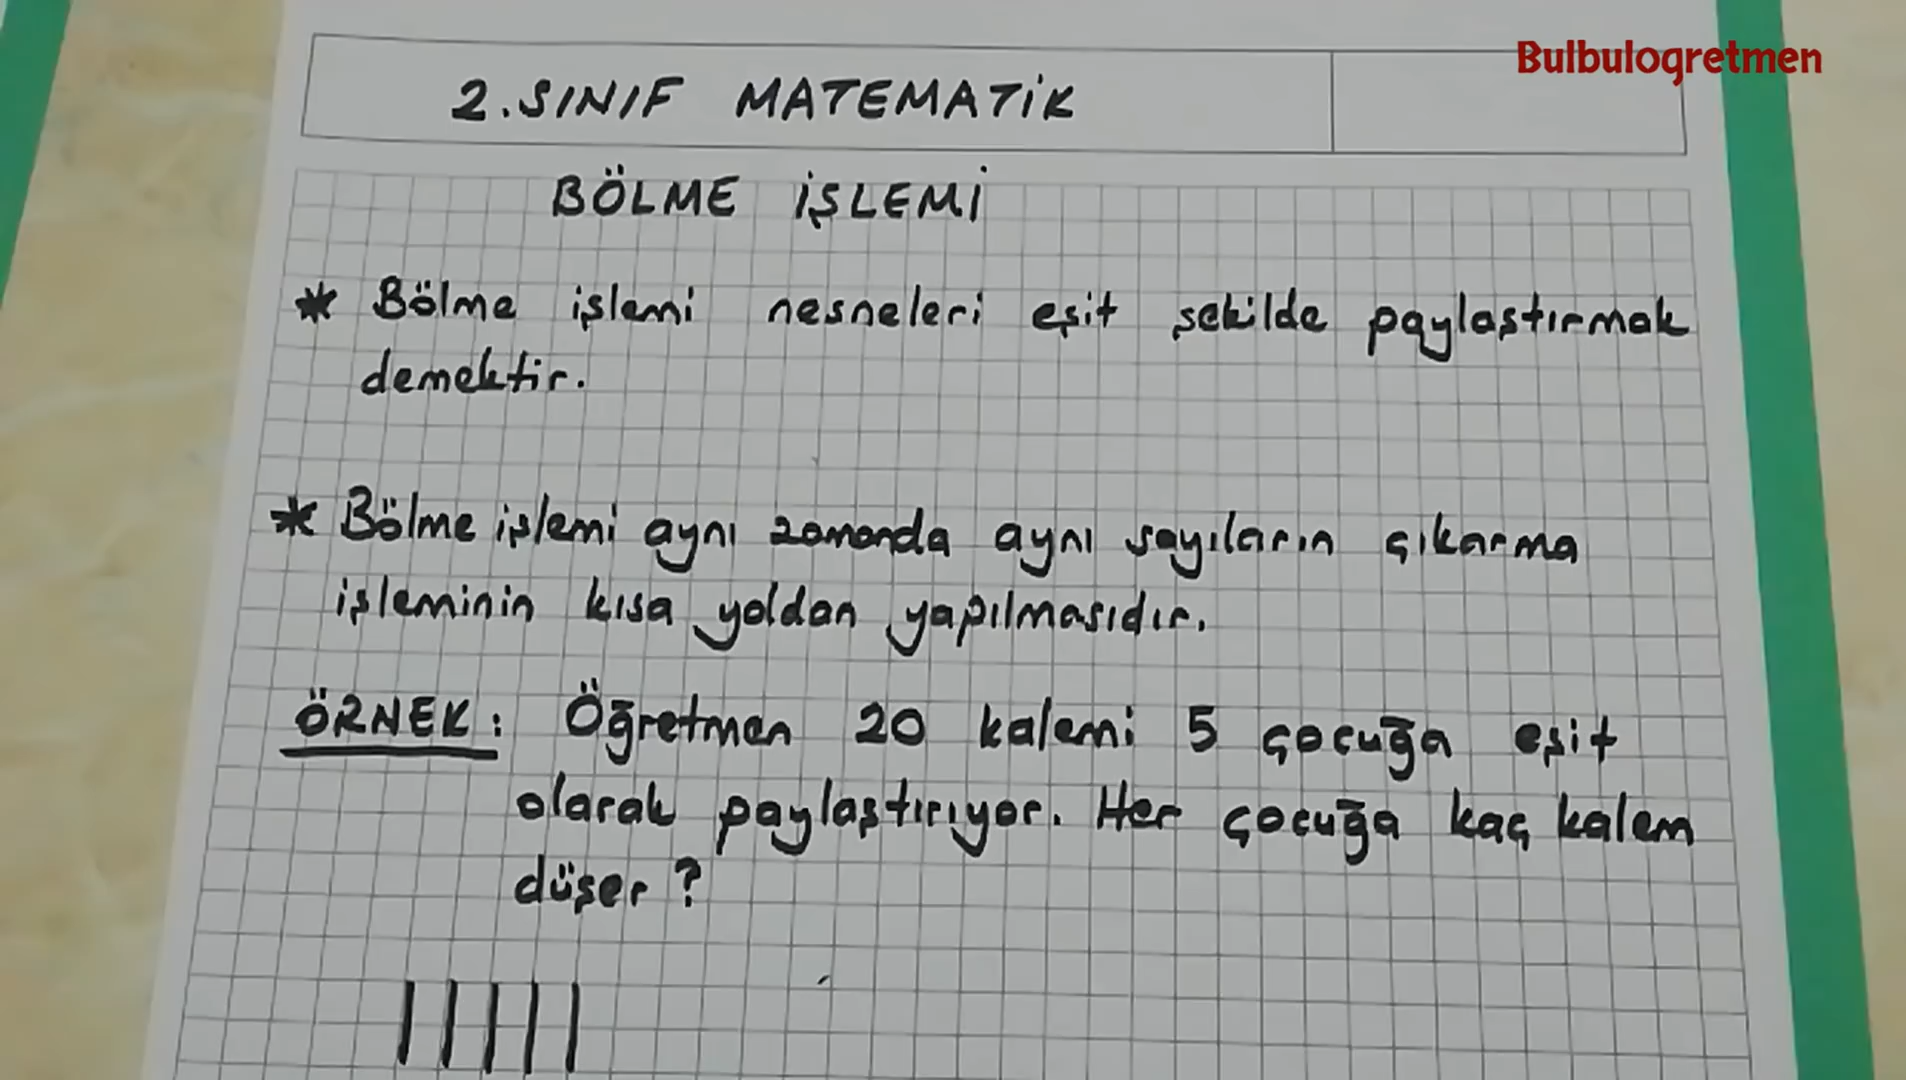 Bulbulogretmen
2. SINIF MATEMATİK
BÖLME İŞLEMİ
* Bölme işlemi nesneleri eşit şekilde paylaştırmak
demektir.
* Bölme işlemi aynı zamanda aynı sayıların çıkarma
işleminin kısa yoldan yapılmasıdır.
ÖRNEK: Öğretmen 20 kalemi 5 çocuğa eşit
olarak paylaştırıyor. Her çocuğa kaç kalem
düşer?